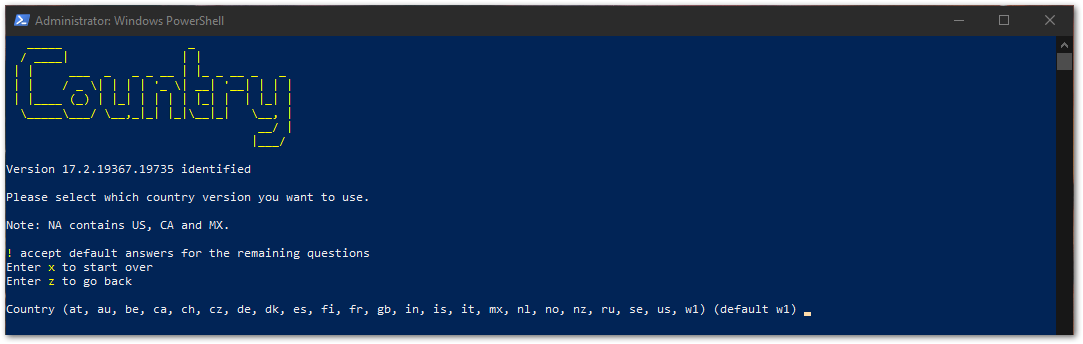 Administrator: Windows PowerShell
Country
Version 17.2.19367.19735 identified
Please select which country version you want to use.
Note: NA contains US, CA and MX.
! accept default answers for the remaining questions
Enter x to start over
Enter z to go back
Country (at, au, be, ca, ch, cz, de, dk, es, fi, fr, gb, in, is, it, mx, nl, no, nz, ru, se, us, w1) (default w1)